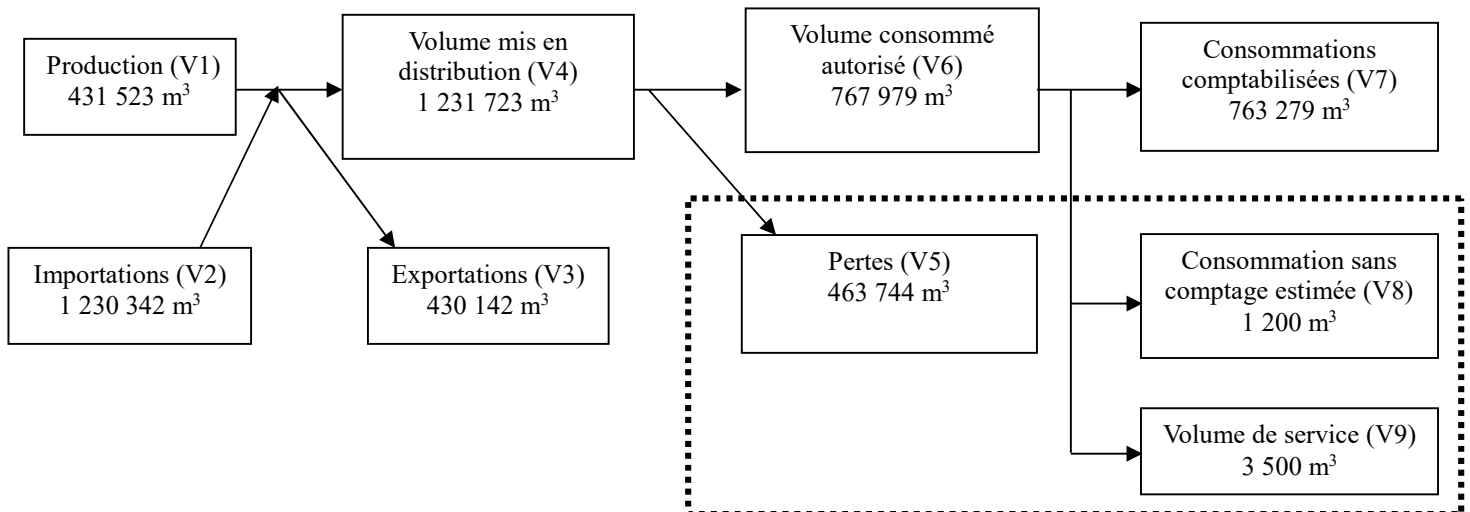 Production (V1)
431 523 m³
Volume mis en
distribution (V4)
1 231 723 m³
Volume consommé
autorisé (V6)
767 979 m³
Consommations
comptabilisées (V7)
763 279 m³
Importations (V2)
1 230 342 m³
Exportations (V3)
430 142 m³
Pertes (V5)
463 744 m³
Consommation sans
comptage estimée (V8)
1 200 m³
Volume de service (V9)
3 500 m³